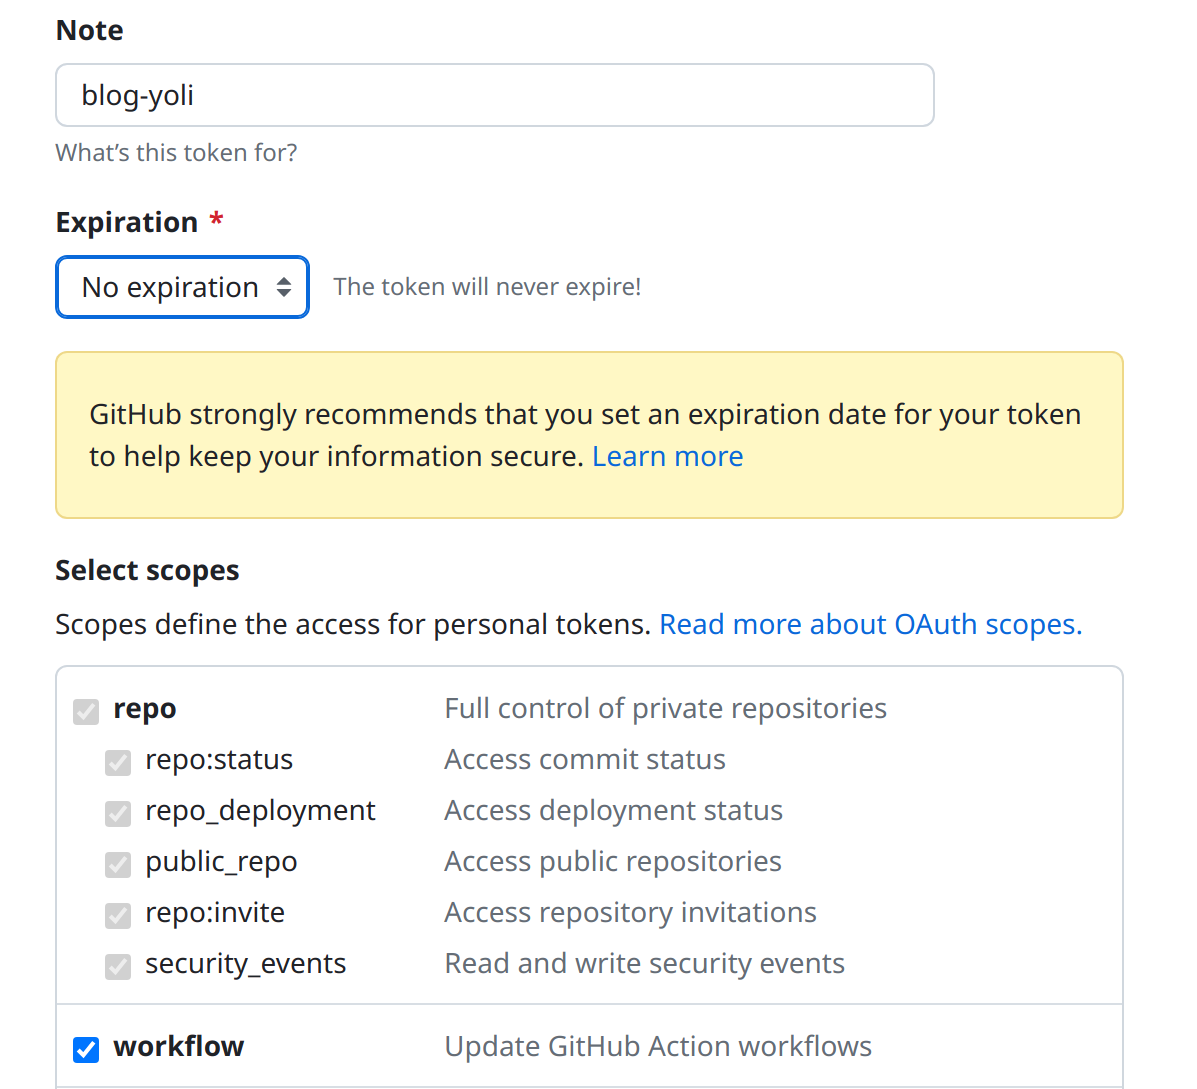 Note
blog-yoli
What's this token for?
Expiration *
No expiration The token will never expire!
GitHub strongly recommends that you set an expiration date for your token
to help keep your information secure. Learn more
Select scopes
Scopes define the access for personal tokens. Read more about OAuth scopes.
repo Full control of private repositories
repo:status Access commit status
repo_deployment Access deployment status
public_repo Access public repositories
repo:invite Access repository invitations
security_events Read and write security events
workflow Update GitHub Action workflows